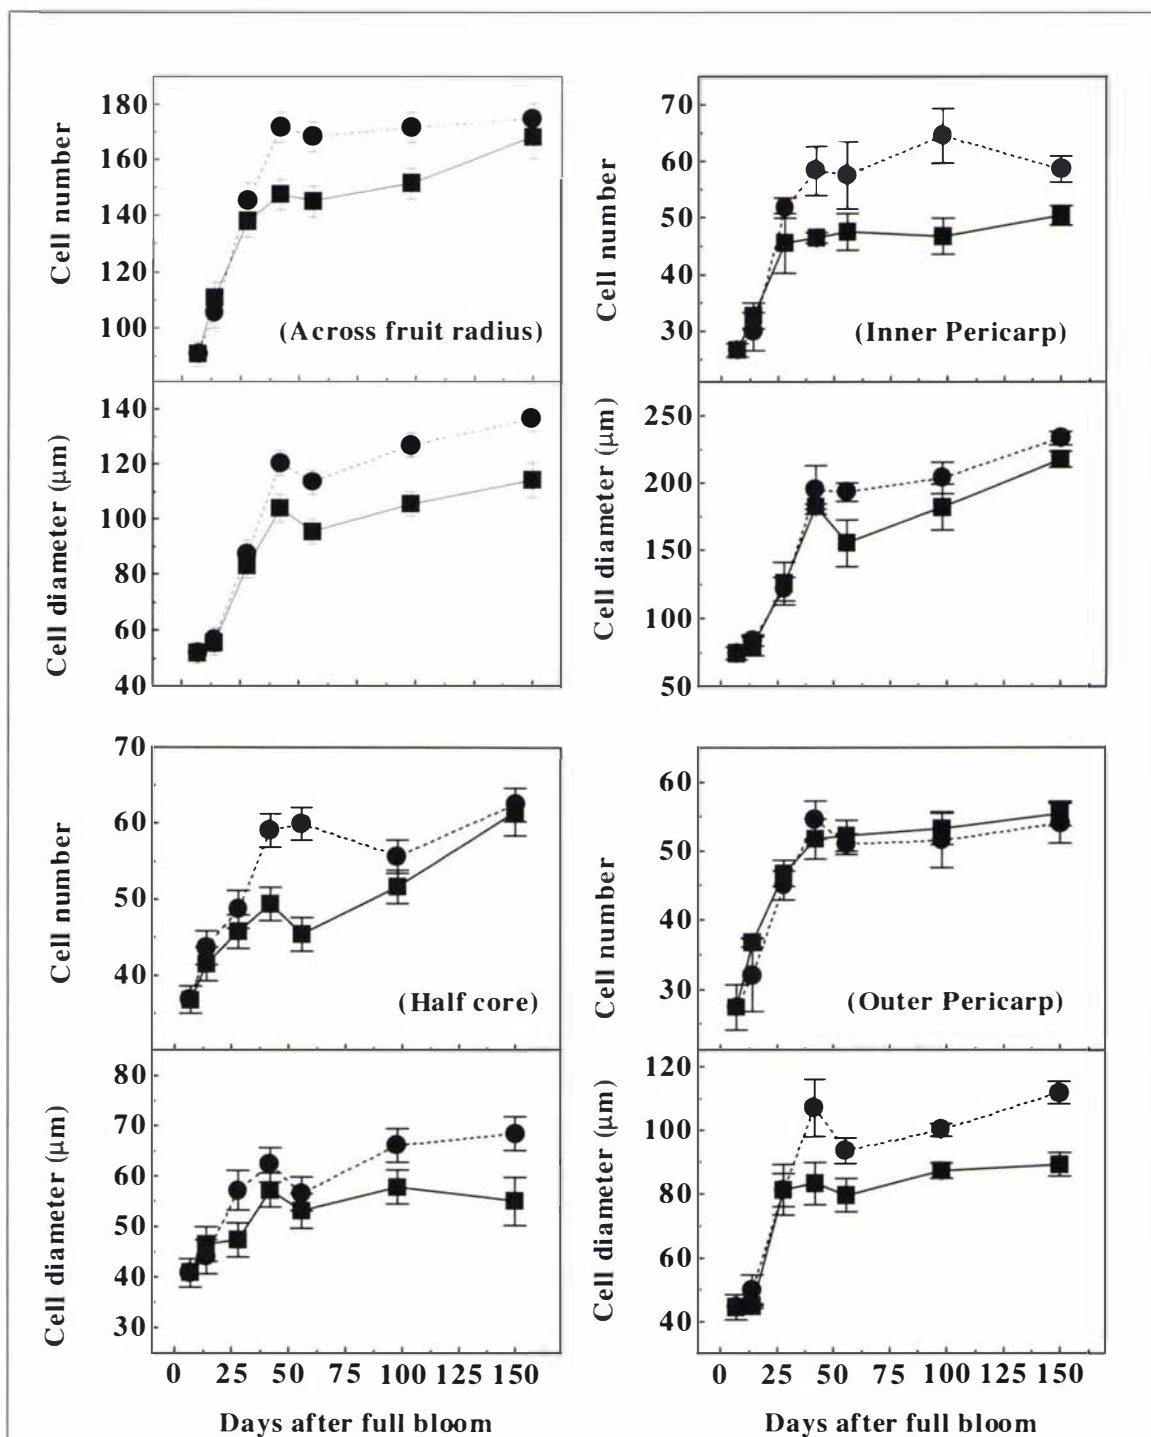 180
160
140
120
100
Cell number
(Across fruit radius)
140
120
100
80
60
40
Cell diameter (μm)
70
60
50
40
30
Cell number
(Inner Pericarp)
250
200
150
100
50
Cell diameter (μm)
70
60
50
40
Cell number
(Half core)
80
70
60
50
40
30
Cell diameter (μm)
0 25 50 75 100 125 150
Days after full bloom
60
50
40
30
Cell number
(Outer Pericarp)
120
100
80
60
40
Cell diameter (μm)
0 25 50 75 100 125 150
Days after full bloom